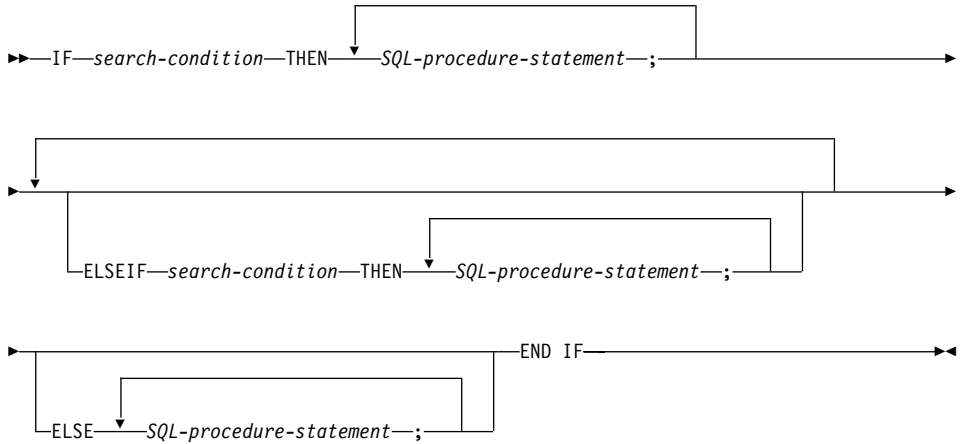 IF search-condition THEN SQL-procedure-statement ;
ELSEIF search-condition THEN SQL-procedure-statement ;
END IF
ELSE SQL-procedure-statement ;